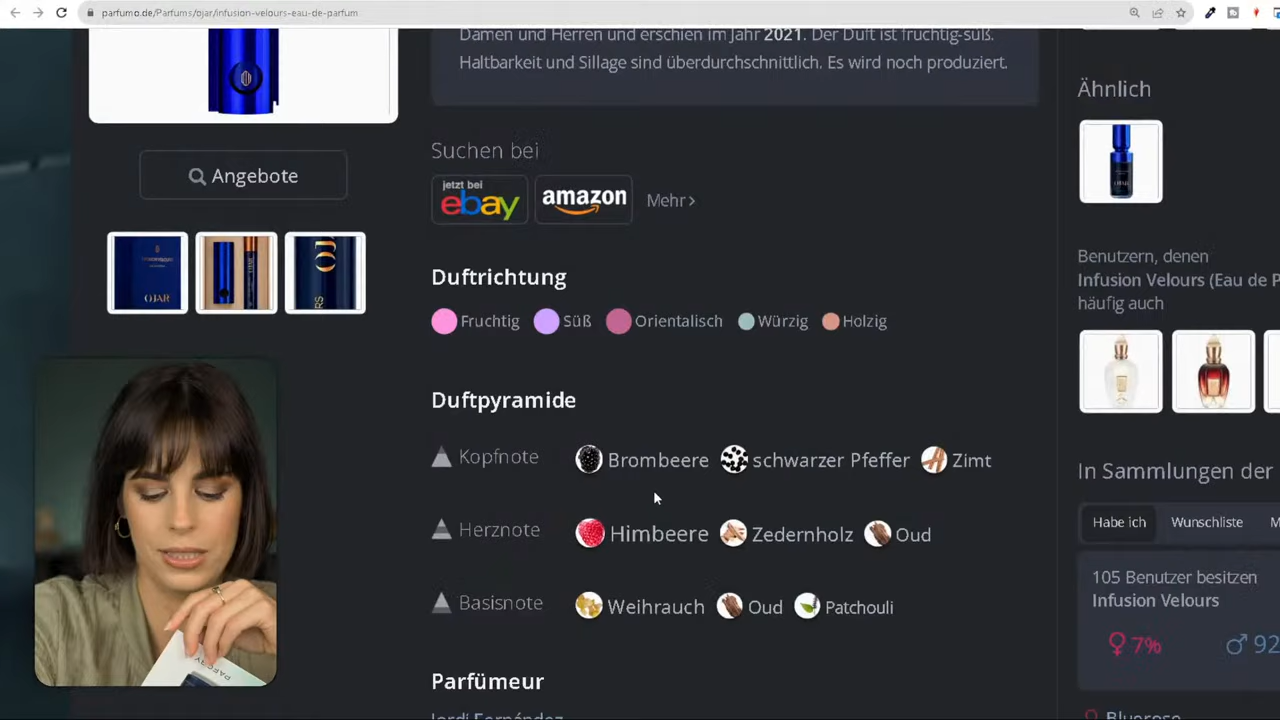 parfumo.de/Parfums/ojar/infusion-velours-eau-de-parfum
Damen und Herren und erschien im Jahr 2021. Der Duft ist fruchtig-süß.
Haltbarkeit und Sillage sind überdurchschnittlich. Es wird noch produziert.
Angebote
OJAR
Suchen bei
jetzt bei
ebay
amazon
Mehr ›
Duftrichtung
Fruchtig Süß Orientalisch Würzig Holzig
Duftpyramide
Kopfnote Brombeere schwarzer Pfeffer Zimt
Herznote Himbeere Zedernholz Oud
Basisnote Weihrauch Oud Patchouli
Parfümeur
Jordi Fernández
Ähnlich
OJAR
Benutzern, denen
Infusion Velours (Eau de P
häufig auch
In Sammlungen der
Habe ich Wunschliste M
105 Benutzer besitzen
Infusion Velours
♀ 7% ♂ 92
Bluerose